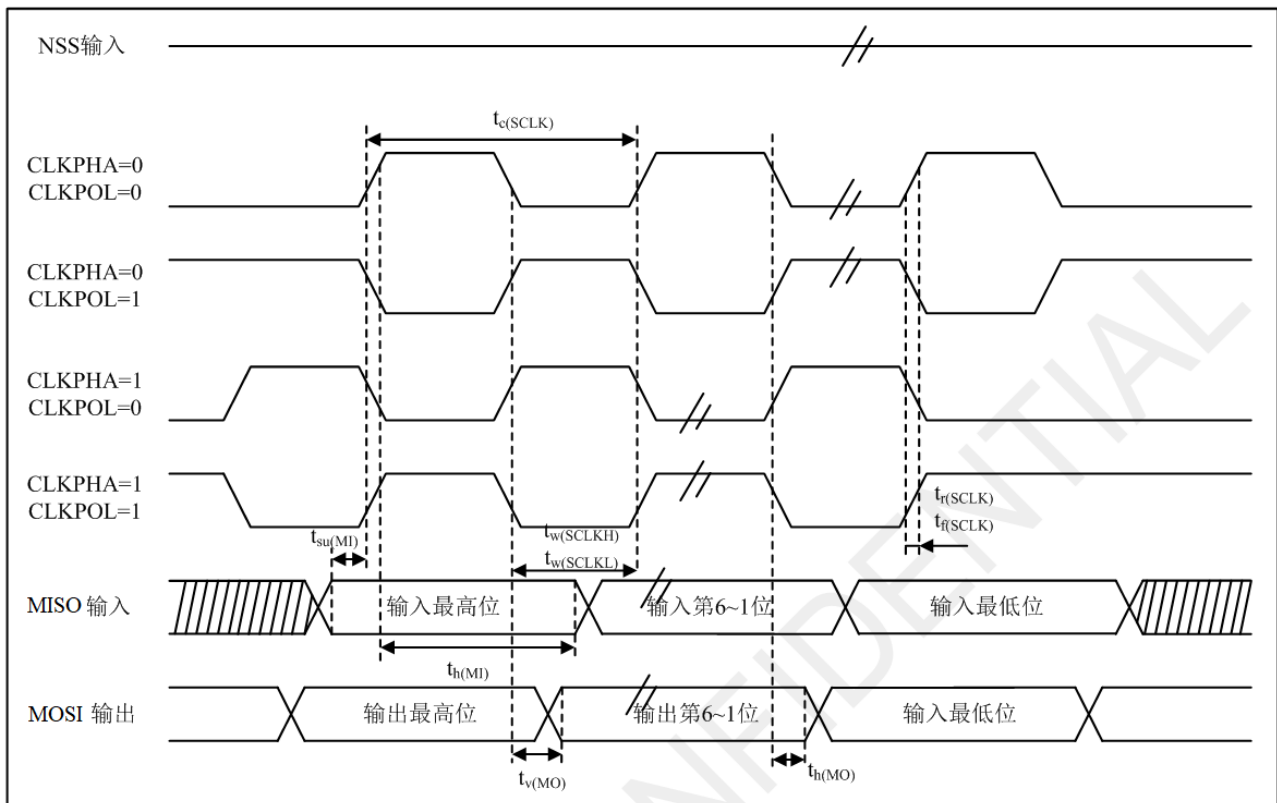 NSS输入
tc(SCLK)
CLKPHA=0
CLKPOL=0
CLKPHA=0
CLKPOL=1
CLKPHA=1
CLKPOL=0
CLKPHA=1
CLKPOL=1
tr(SCLK)
tf(SCLK)
tsu(MI)
tw(SCLKH)
tw(SCLKL)
MISO 输入
输入最高位
输入第6~1位
输入最低位
th(MI)
MOSI 输出
输出最高位
输出第6~1位
输入最低位
tv(MO)
th(MO)
NFIDENTIAL